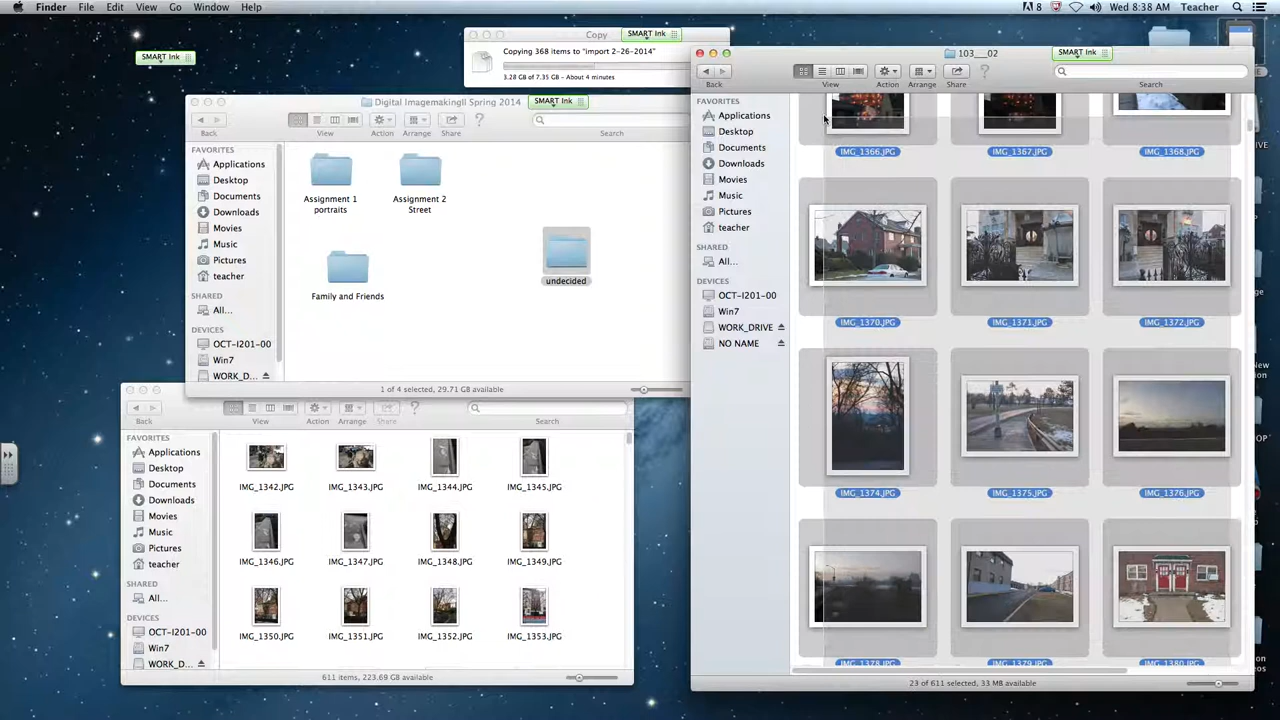 Finder File Edit View Go Window Help
8 Wed 8:38 AM Teacher
SMART Ink
Copy SMART Ink
Copying 368 items to "import 2-26-2014"
3.28 GB of 7.35 GB - About 4 minutes
Digital ImagemakingII Spring 2014 SMART Ink
Back View Action Arrange Share Search
FAVORITES
Applications
Desktop
Documents
Downloads
Movies
Music
Pictures
teacher
SHARED
All...
DEVICES
OCT-I201-00
Win7
WORK_D...
Assignment 1
portraits
Assignment 2
Street
Family and Friends
undecided
1 of 4 selected, 29.71 GB available
Back View Action Arrange Share Search
FAVORITES
Applications
Desktop
Documents
Downloads
Movies
Music
Pictures
teacher
SHARED
All...
DEVICES
OCT-I201-00
Win7
WORK_D...
IMG_1342.JPG IMG_1343.JPG IMG_1344.JPG IMG_1345.JPG
IMG_1346.JPG IMG_1347.JPG IMG_1348.JPG IMG_1349.JPG
IMG_1350.JPG IMG_1351.JPG IMG_1352.JPG IMG_1353.JPG
611 items, 223.69 GB available
103__02 SMART Ink
Search
Back View Action Arrange Share Search
FAVORITES
Applications
Desktop
Documents
Downloads
Movies
Music
Pictures
teacher
SHARED
All...
DEVICES
OCT-I201-00
Win7
WORK_DRIVE
NO NAME
IMG_1366.JPG IMG_1367.JPG IMG_1368.JPG
IMG_1370.JPG IMG_1371.JPG IMG_1372.JPG
IMG_1374.JPG IMG_1375.JPG IMG_1376.JPG
IMG_1378.JPG IMG_1379.JPG IMG_1380.JPG
23 of 611 selected, 33 MB available